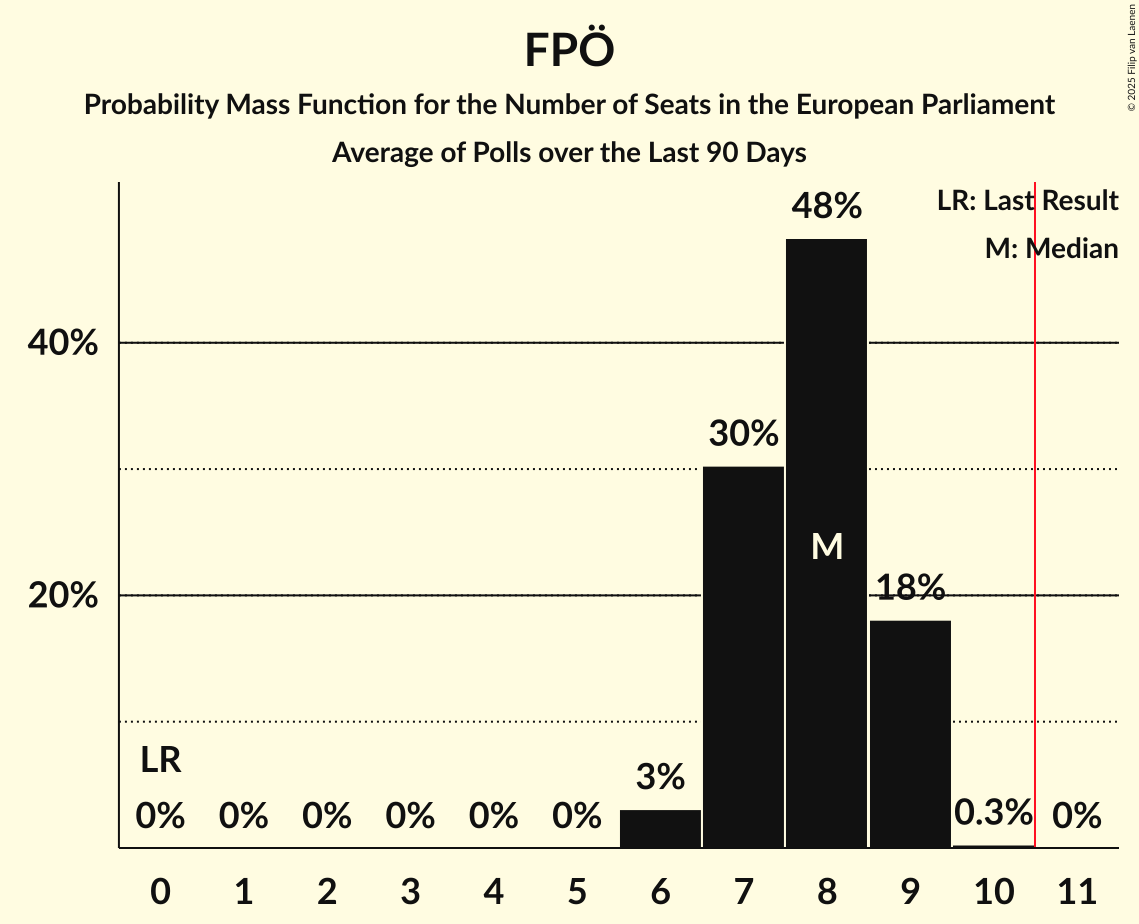 FPÖ
Probability Mass Function for the Number of Seats in the European Parliament
Average of Polls over the Last 90 Days
© 2025 Filip van Laenen
LR: Last Result
M: Median
48%
40%
30%
M
20%
18%
LR
3%
0% 0% 0% 0% 0% 0% 0.3% 0%
0 1 2 3 4 5 6 7 8 9 10 11